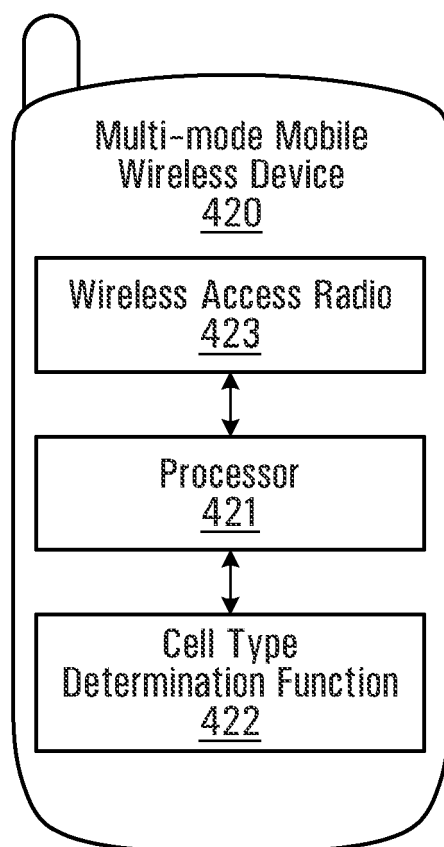 Multi-mode Mobile
Wireless Device
420
Wireless Access Radio
423
Processor
421
Cell Type
Determination Function
422